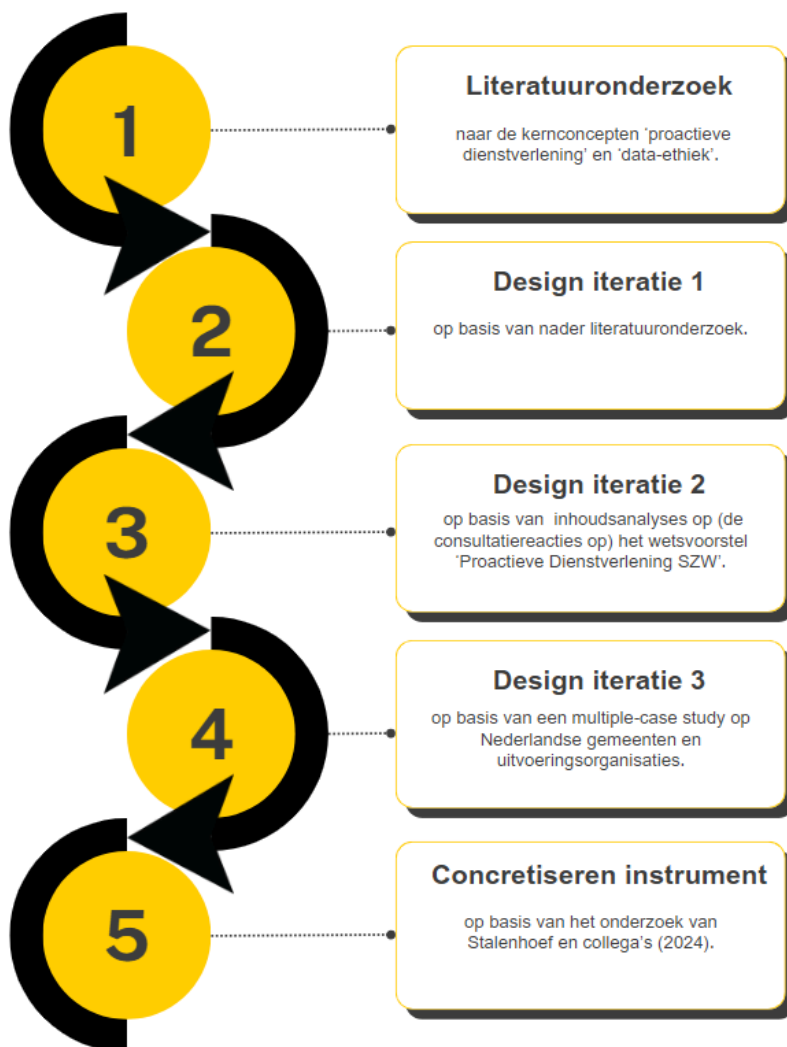 1
Literatuuronderzoek
naar de kernconcepten ‘proactieve
dienstverlening’ en ‘data-ethiek’.
2
Design iteratie 1
op basis van nader literatuuronderzoek.
3
Design iteratie 2
op basis van inhoudsanalyses op (de
consultatiereacties op) het wetsvoorstel
‘Proactieve Dienstverlening SZW’.
4
Design iteratie 3
op basis van een multiple-case study op
Nederlandse gemeenten en
uitvoeringsorganisaties.
5
Concretiseren instrument
op basis van het onderzoek van
Stalenhoef en collega’s (2024).